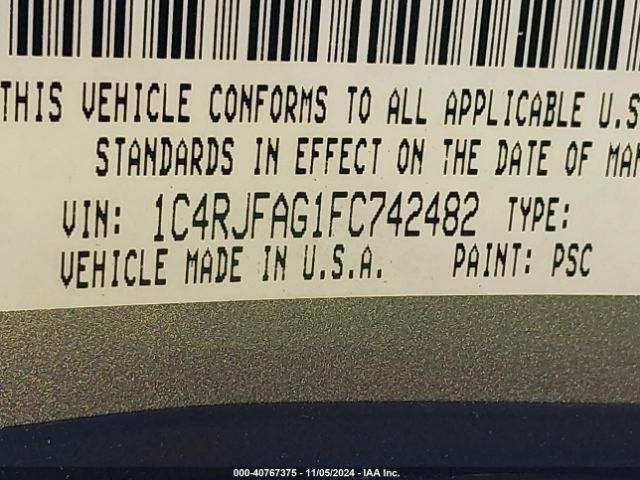 THIS VEHICLE CONFORMS TO ALL APPLICABLE U.S
STANDARDS IN EFFECT ON THE DATE OF MAN
VIN: 1C4RJFAG1FC742482 TYPE:
VEHICLE MADE IN U.S.A. PAINT: PSC
000-40767375 - 11/05/2024 - IAA Inc.